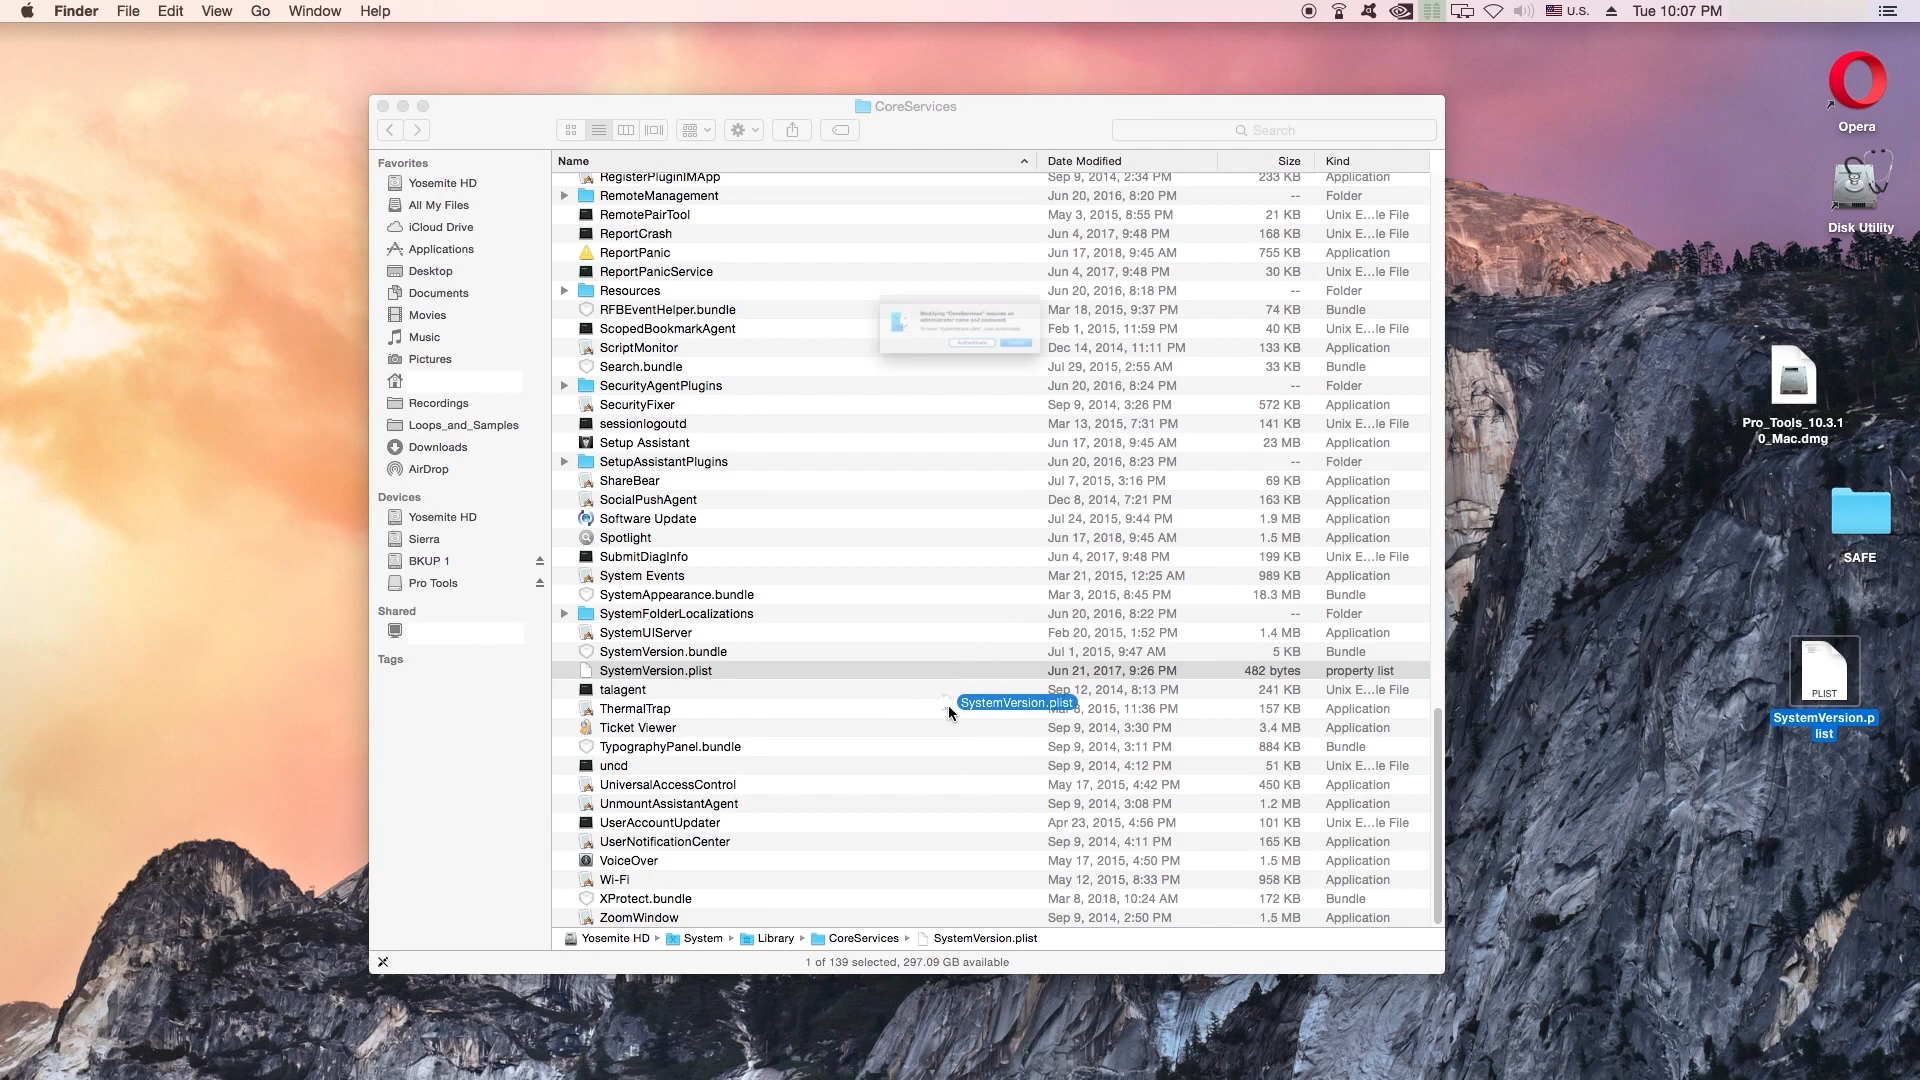 Finder File Edit View Go Window Help U.S. Tue 10:07 PM
CoreServices
Search
Favorites
Yosemite HD
All My Files
iCloud Drive
Applications
Desktop
Documents
Movies
Music
Pictures
Recordings
Loops_and_Samples
Downloads
AirDrop
Devices
Yosemite HD
Sierra
BKUP 1
Pro Tools
Shared
Tags
Name Date Modified Size Kind
RegisterPluginIMApp Sep 9, 2014, 2:34 PM 233 KB Application
RemoteManagement Jun 20, 2016, 8:20 PM -- Folder
RemotePairTool May 3, 2015, 8:55 PM 21 KB Unix E...le File
ReportCrash Jun 4, 2017, 9:48 PM 168 KB Unix E...le File
ReportPanic Jun 17, 2018, 9:45 AM 755 KB Application
ReportPanicService Jun 4, 2017, 9:48 PM 30 KB Unix E...le File
Resources Jun 20, 2016, 8:18 PM -- Folder
RFBEventHelper.bundle Mar 18, 2015, 9:37 PM 74 KB Bundle
ScopedBookmarkAgent Feb 1, 2015, 11:59 PM 40 KB Unix E...le File
ScriptMonitor Dec 14, 2014, 11:11 PM 133 KB Application
Search.bundle Jul 29, 2015, 2:55 AM 33 KB Bundle
SecurityAgentPlugins Jun 20, 2016, 8:24 PM -- Folder
SecurityFixer Sep 9, 2014, 3:26 PM 572 KB Application
sessionlogoutd Mar 13, 2015, 7:31 PM 141 KB Unix E...le File
Setup Assistant Jun 17, 2018, 9:45 AM 23 MB Application
SetupAssistantPlugins Jun 20, 2016, 8:23 PM -- Folder
ShareBear Jul 7, 2015, 3:16 PM 69 KB Application
SocialPushAgent Dec 8, 2014, 7:21 PM 163 KB Application
Software Update Jul 24, 2015, 9:44 PM 1.9 MB Application
Spotlight Jun 17, 2018, 9:45 AM 1.5 MB Application
SubmitDiagInfo Jun 4, 2017, 9:48 PM 199 KB Unix E...le File
System Events Mar 21, 2015, 12:25 AM 989 KB Application
SystemAppearance.bundle Mar 3, 2015, 8:45 PM 18.3 MB Bundle
SystemFolderLocalizations Jun 20, 2016, 8:22 PM -- Folder
SystemUIServer Feb 20, 2015, 1:52 PM 1.4 MB Application
SystemVersion.bundle Jul 1, 2015, 9:47 AM 5 KB Bundle
SystemVersion.plist Jun 21, 2017, 9:26 PM 482 bytes property list
talagent Sep 12, 2014, 8:13 PM 241 KB Unix E...le File
SystemVersion.plist
ThermalTrap 2015, 11:36 PM 157 KB Application
Ticket Viewer Sep 9, 2014, 3:30 PM 3.4 MB Application
TypographyPanel.bundle Sep 9, 2014, 3:11 PM 884 KB Bundle
uncd Sep 9, 2014, 4:12 PM 51 KB Unix E...le File
UniversalAccessControl May 17, 2015, 4:42 PM 450 KB Application
UnmountAssistantAgent Sep 9, 2014, 3:08 PM 1.2 MB Application
UserAccountUpdater Apr 23, 2015, 4:56 PM 101 KB Unix E...le File
UserNotificationCenter Sep 9, 2014, 4:11 PM 165 KB Application
VoiceOver May 17, 2015, 4:50 PM 1.5 MB Application
Wi-Fi May 12, 2015, 8:33 PM 958 KB Application
XProtect.bundle Mar 8, 2018, 10:24 AM 172 KB Bundle
ZoomWindow Sep 9, 2014, 2:50 PM 1.5 MB Application
Modifying "CoreServices" requires an
administrator name and password.
Yosemite HD System Library CoreServices SystemVersion.plist
1 of 139 selected, 297.09 GB available
Opera
Disk Utility
Pro_Tools_10.3.1
0_Mac.dmg
SAFE
PLIST
SystemVersion.p
list